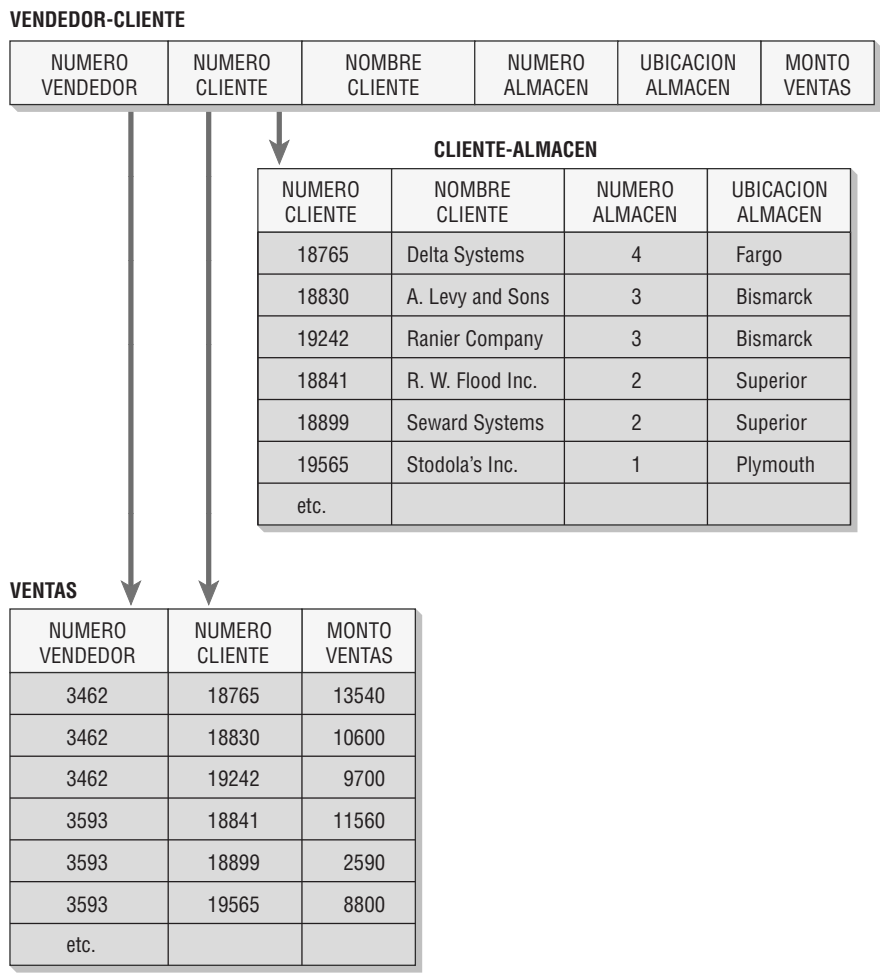 VENDEDOR-CLIENTE
NUMERO VENDEDOR NUMERO CLIENTE NOMBRE CLIENTE NUMERO ALMACEN UBICACION ALMACEN MONTO VENTAS
CLIENTE-ALMACEN
NUMERO CLIENTE NOMBRE CLIENTE NUMERO ALMACEN UBICACION ALMACEN
18765 Delta Systems 4 Fargo
18830 A. Levy and Sons 3 Bismarck
19242 Ranier Company 3 Bismarck
18841 R. W. Flood Inc. 2 Superior
18899 Seward Systems 2 Superior
19565 Stodola's Inc. 1 Plymouth
etc.
VENTAS
NUMERO VENDEDOR NUMERO CLIENTE MONTO VENTAS
3462 18765 13540
3462 18830 10600
3462 19242 9700
3593 18841 11560
3593 18899 2590
3593 19565 8800
etc.